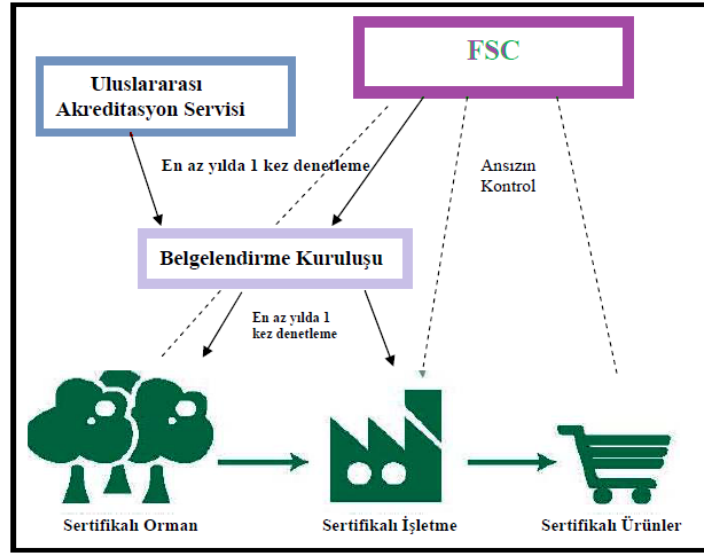 FSC
Uluslararası
Akreditasyon Servisi
En az yılda 1 kez denetleme
Ansızın
Kontrol
Belgelendirme Kuruluşu
En az yılda 1
kez denetleme
Sertifikalı Orman
Sertifikalı İşletme
Sertifikalı Ürünler